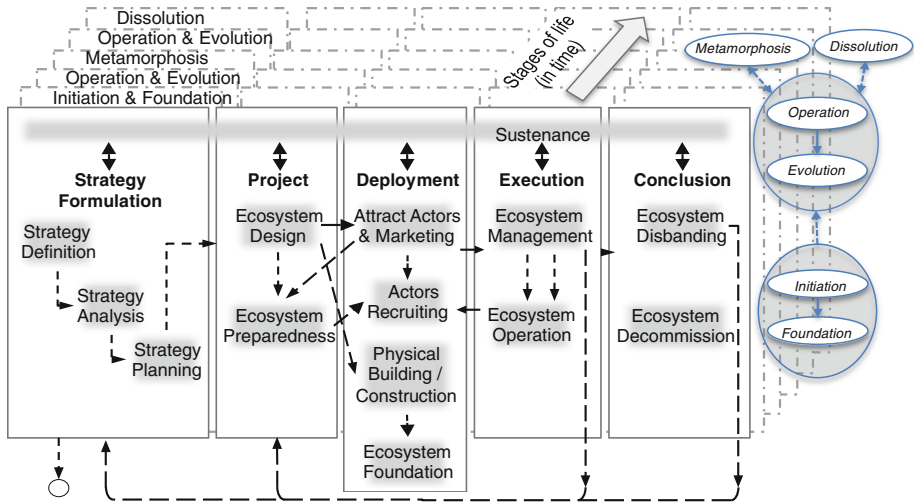 Dissolution
Operation & Evolution
Metamorphosis
Operation & Evolution
Initiation & Foundation
Stages of life
(in time)
Sustenance
Strategy
Formulation
Strategy
Definition
Strategy
Analysis
Strategy
Planning
Project
Ecosystem
Design
Ecosystem
Preparedness
Deployment
Attract Actors
& Marketing
Actors
Recruiting
Physical
Building /
Construction
Ecosystem
Foundation
Execution
Ecosystem
Management
Ecosystem
Operation
Conclusion
Ecosystem
Disbanding
Ecosystem
Decommission
Metamorphosis
Dissolution
Operation
Evolution
Initiation
Foundation